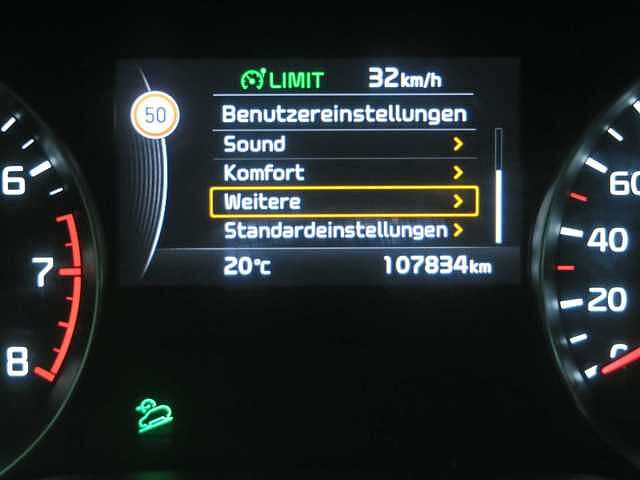 LIMIT 32km/h
50
Benutzereinstellungen
Sound
Komfort
Weitere
Standardeinstellungen
20°C 107834km
6
7
8
60
40
20